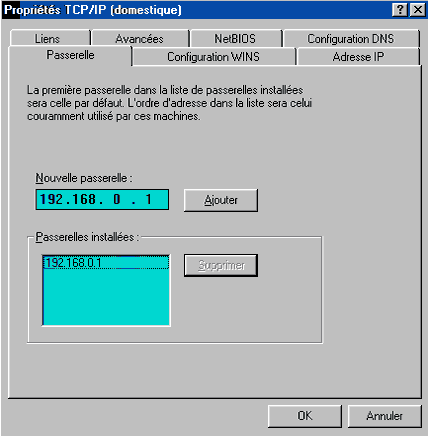 Propriétés TCP/IP (domestique)
Liens Avancées NetBIOS Configuration DNS
Passerelle Configuration WINS Adresse IP
La première passerelle dans la liste de passerelles installées
sera celle par défaut. L'ordre d'adresse dans la liste sera celui
couramment utilisé par ces machines.
Nouvelle passerelle :
192.168. 0 . 1 Ajouter
Passerelles installées :
192.168.0.1 Supprimer
OK Annuler